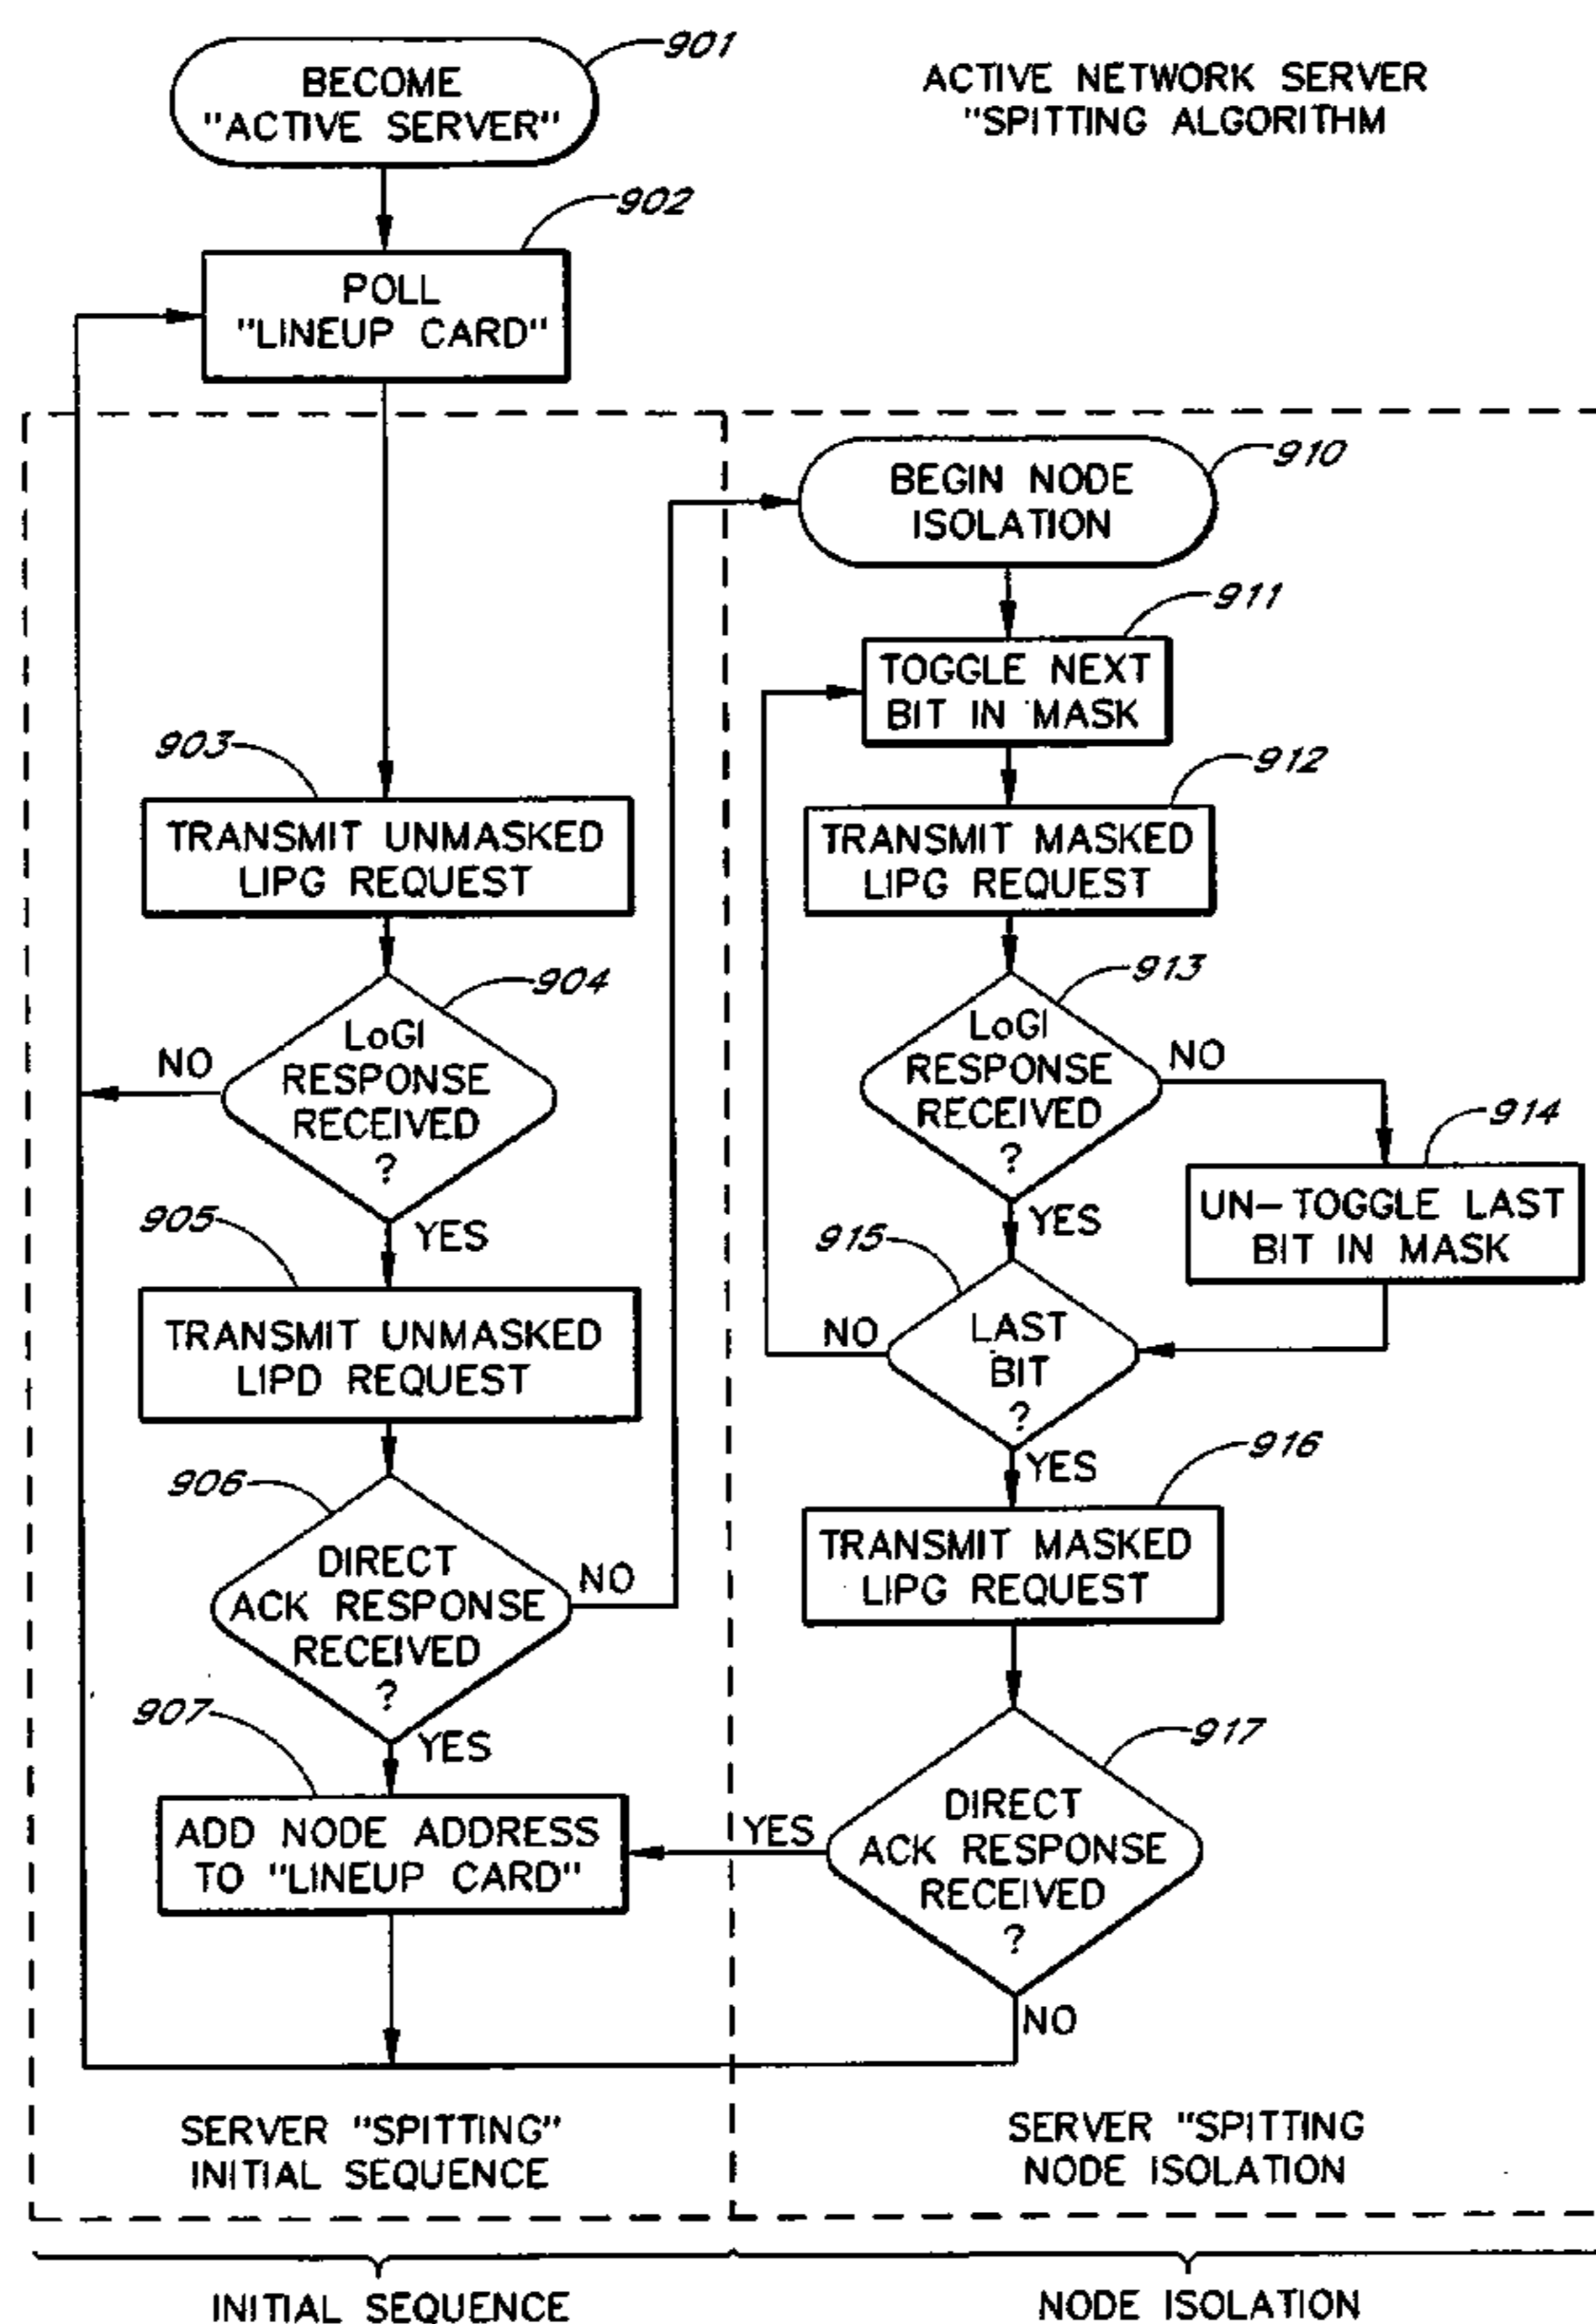 901
BECOME
"ACTIVE SERVER"
ACTIVE NETWORK SERVER
"SPITTING ALGORITHM
902
POLL
"LINEUP CARD"
903
TRANSMIT UNMASKED
LIPG REQUEST
904
LoGI
RESPONSE
RECEIVED
?
NO
YES
905
TRANSMIT UNMASKED
LIPD REQUEST
906
DIRECT
ACK RESPONSE
RECEIVED
?
NO
YES
907
ADD NODE ADDRESS
TO "LINEUP CARD"
SERVER "SPITTING"
INITIAL SEQUENCE
910
BEGIN NODE
ISOLATION
911
TOGGLE NEXT
BIT IN MASK
912
TRANSMIT MASKED
LIPG REQUEST
913
LoGI
RESPONSE
RECEIVED
?
NO
YES
914
UN-TOGGLE LAST
BIT IN MASK
915
LAST
BIT
?
NO
YES
916
TRANSMIT MASKED
LIPG REQUEST
917
DIRECT
ACK RESPONSE
RECEIVED
?
YES
NO
SERVER "SPITTING
NODE ISOLATION
INITIAL SEQUENCE
NODE ISOLATION